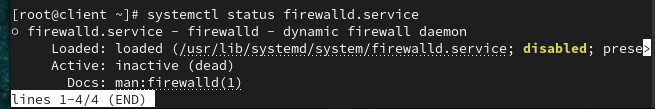 [root@client ~]# systemctl status firewalld.service
○ firewalld.service - firewalld - dynamic firewall daemon
     Loaded: loaded (/usr/lib/systemd/system/firewalld.service; disabled; prese>
     Active: inactive (dead)
       Docs: man:firewalld(1)
lines 1-4/4 (END)